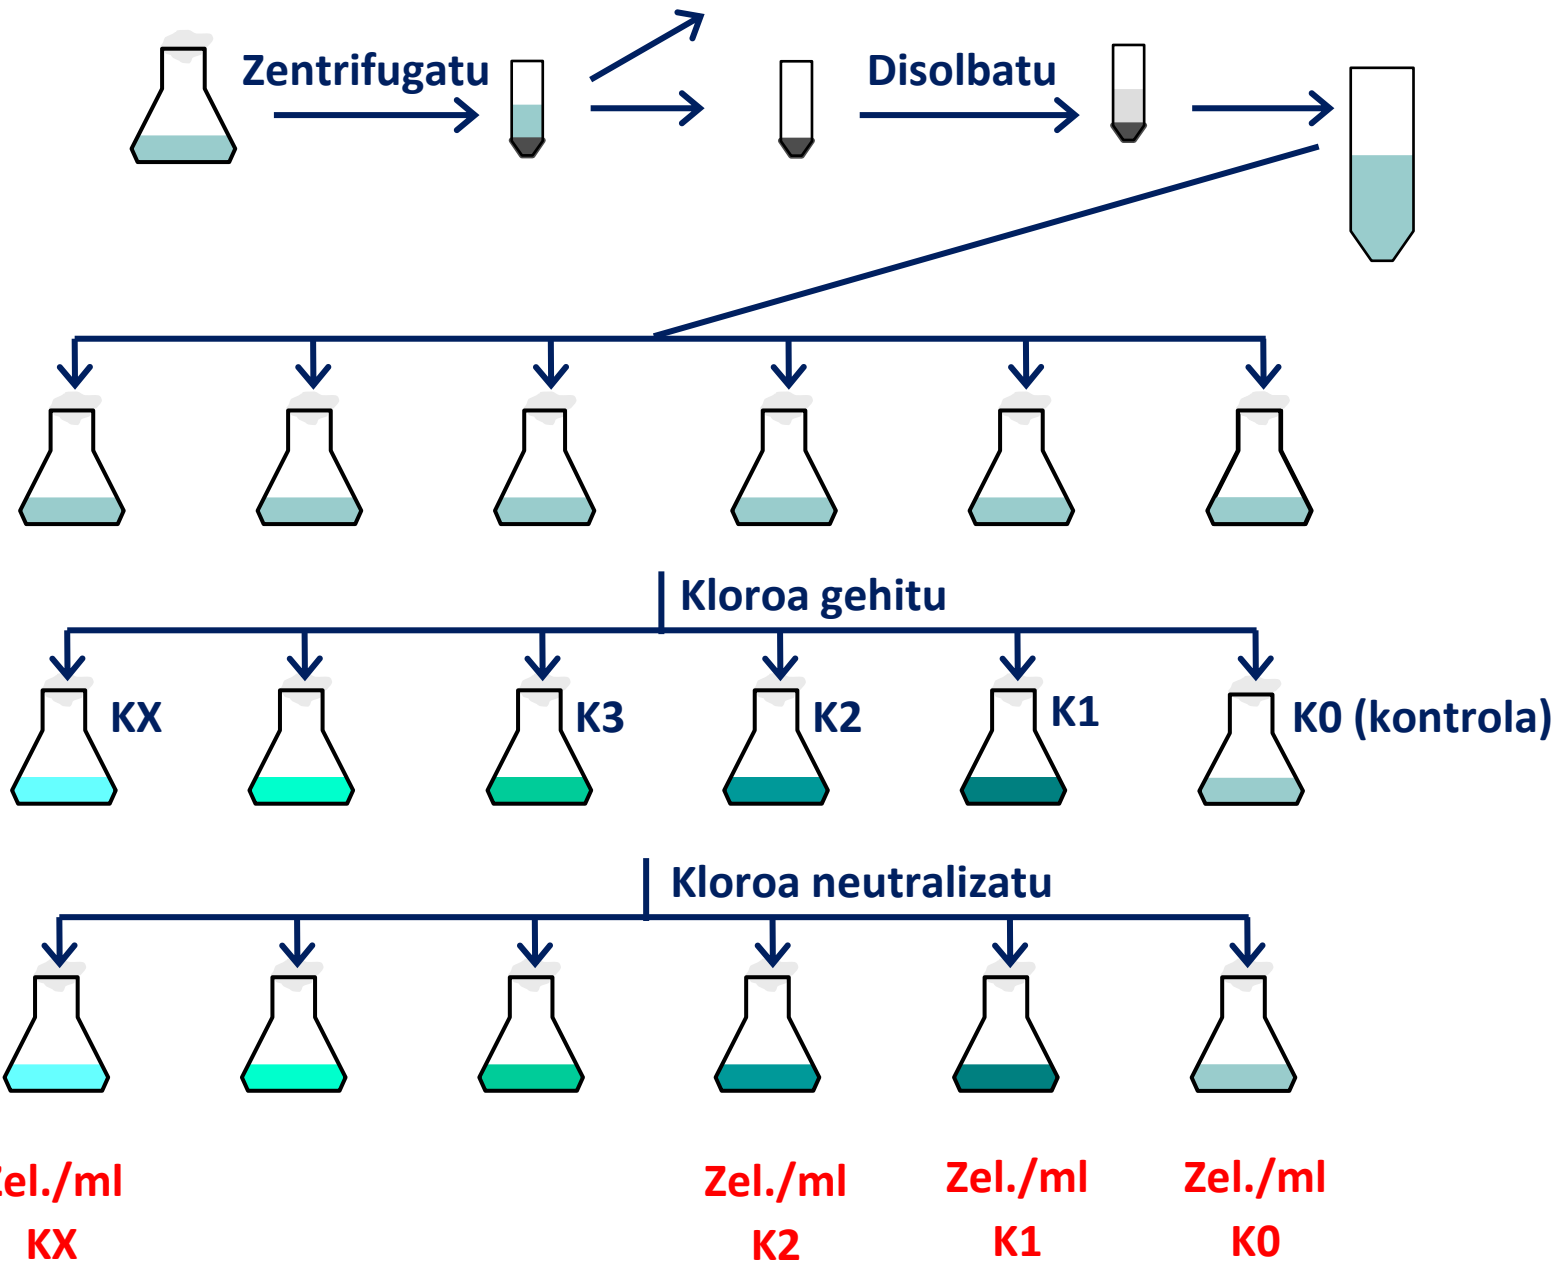 Zentrifugatu
Disolbatu
Kloroa gehitu
KX
K3
K2
K1
K0 (kontrola)
Kloroa neutralizatu
Zel./ml
KX
Zel./ml
K2
Zel./ml
K1
Zel./ml
K0